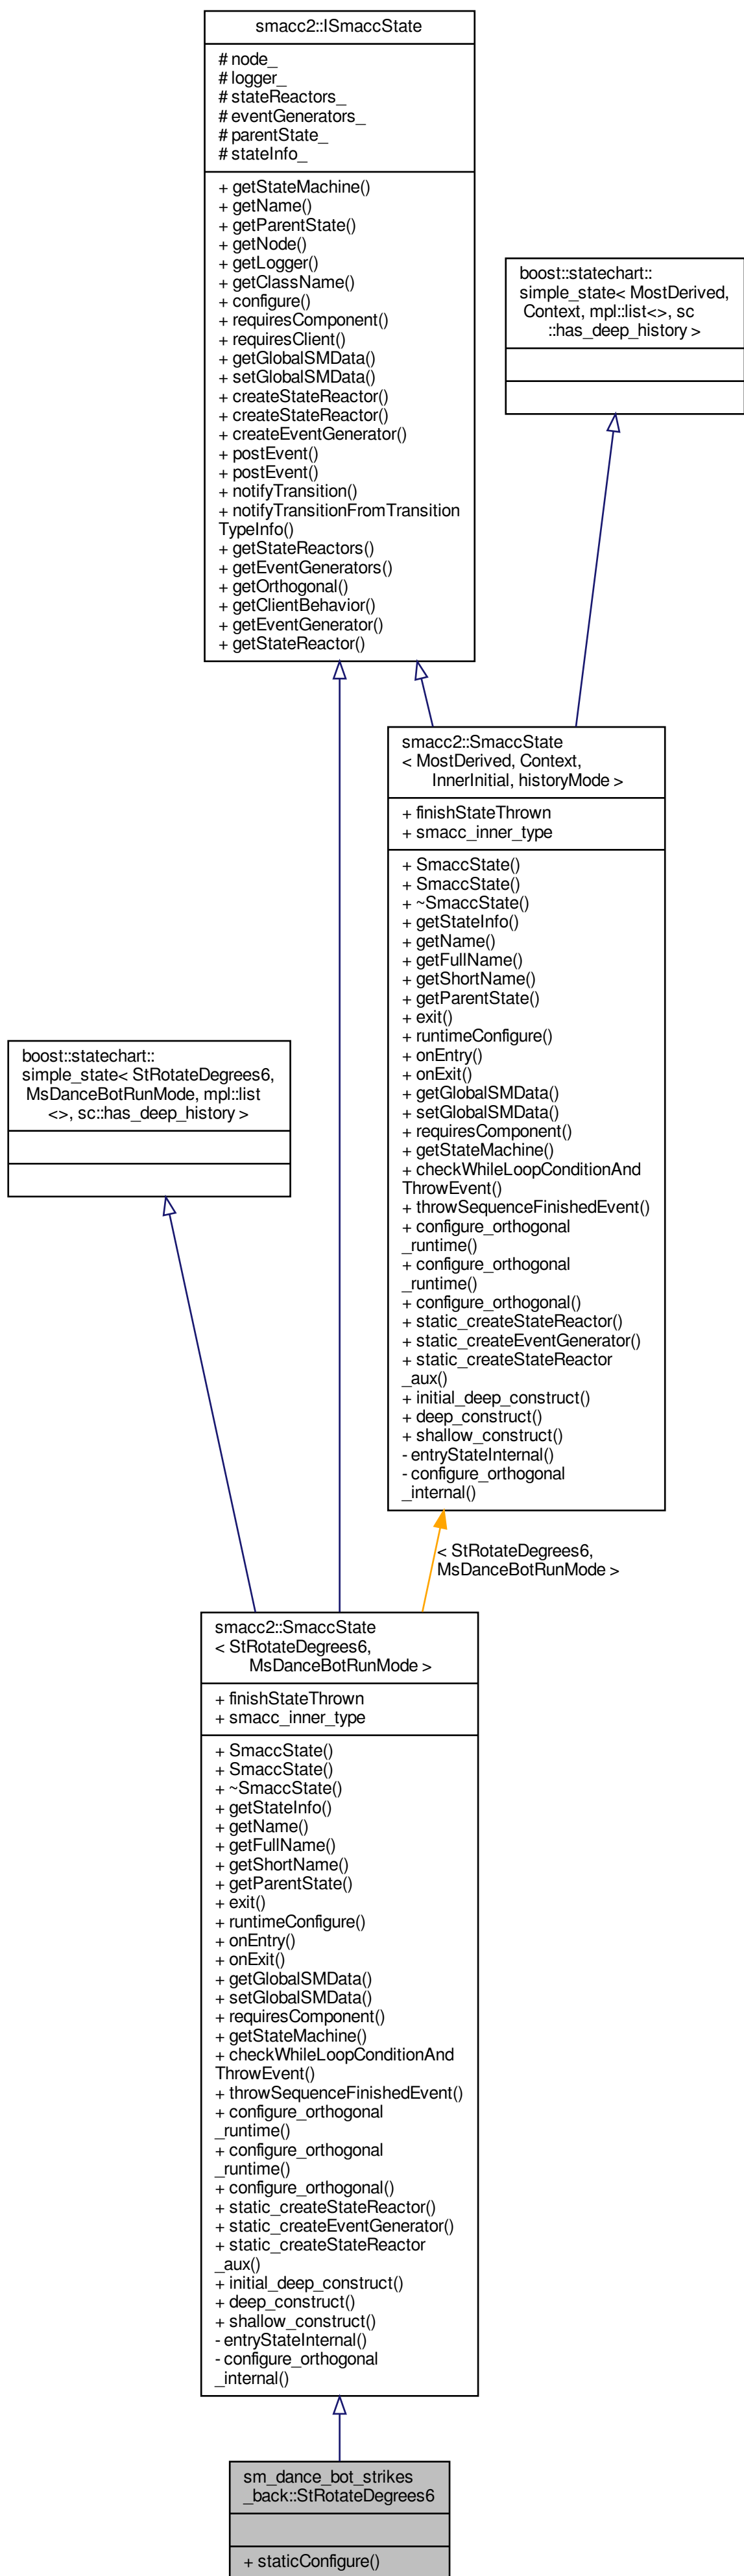 smacc2::ISmaccState
# node_
# logger_
# stateReactors_
# eventGenerators_
# parentState_
# stateInfo_
+ getStateMachine()
+ getName()
+ getParentState()
+ getNode()
+ getLogger()
+ getClassName()
+ configure()
+ requiresComponent()
+ requiresClient()
+ getGlobalSMData()
+ setGlobalSMData()
+ createStateReactor()
+ createStateReactor()
+ createEventGenerator()
+ postEvent()
+ postEvent()
+ notifyTransition()
+ notifyTransitionFromTransition
TypeInfo()
+ getStateReactors()
+ getEventGenerators()
+ getOrthogonal()
+ getClientBehavior()
+ getEventGenerator()
+ getStateReactor()
boost::statechart::
simple_state< MostDerived,
Context, mpl::list<>, sc
::has_deep_history >
smacc2::SmaccState
< MostDerived, Context,
InnerInitial, historyMode >
+ finishStateThrown
+ smacc_inner_type
+ SmaccState()
+ SmaccState()
+ ~SmaccState()
+ getStateInfo()
+ getName()
+ getFullName()
+ getShortName()
+ getParentState()
+ exit()
+ runtimeConfigure()
+ onEntry()
+ onExit()
+ getGlobalSMData()
+ setGlobalSMData()
+ requiresComponent()
+ getStateMachine()
+ checkWhileLoopConditionAnd
ThrowEvent()
+ throwSequenceFinishedEvent()
+ configure_orthogonal
_runtime()
+ configure_orthogonal
_runtime()
+ configure_orthogonal()
+ static_createStateReactor()
+ static_createEventGenerator()
+ static_createStateReactor
_aux()
+ initial_deep_construct()
+ deep_construct()
+ shallow_construct()
- entryStateInternal()
- configure_orthogonal
_internal()
boost::statechart::
simple_state< StRotateDegrees6,
MsDanceBotRunMode, mpl::list
<>, sc::has_deep_history >
< StRotateDegrees6,
MsDanceBotRunMode >
smacc2::SmaccState
< StRotateDegrees6,
MsDanceBotRunMode >
+ finishStateThrown
+ smacc_inner_type
+ SmaccState()
+ SmaccState()
+ ~SmaccState()
+ getStateInfo()
+ getName()
+ getFullName()
+ getShortName()
+ getParentState()
+ exit()
+ runtimeConfigure()
+ onEntry()
+ onExit()
+ getGlobalSMData()
+ setGlobalSMData()
+ requiresComponent()
+ getStateMachine()
+ checkWhileLoopConditionAnd
ThrowEvent()
+ throwSequenceFinishedEvent()
+ configure_orthogonal
_runtime()
+ configure_orthogonal
_runtime()
+ configure_orthogonal()
+ static_createStateReactor()
+ static_createEventGenerator()
+ static_createStateReactor
_aux()
+ initial_deep_construct()
+ deep_construct()
+ shallow_construct()
- entryStateInternal()
- configure_orthogonal
_internal()
sm_dance_bot_strikes
_back::StRotateDegrees6
+ staticConfigure()